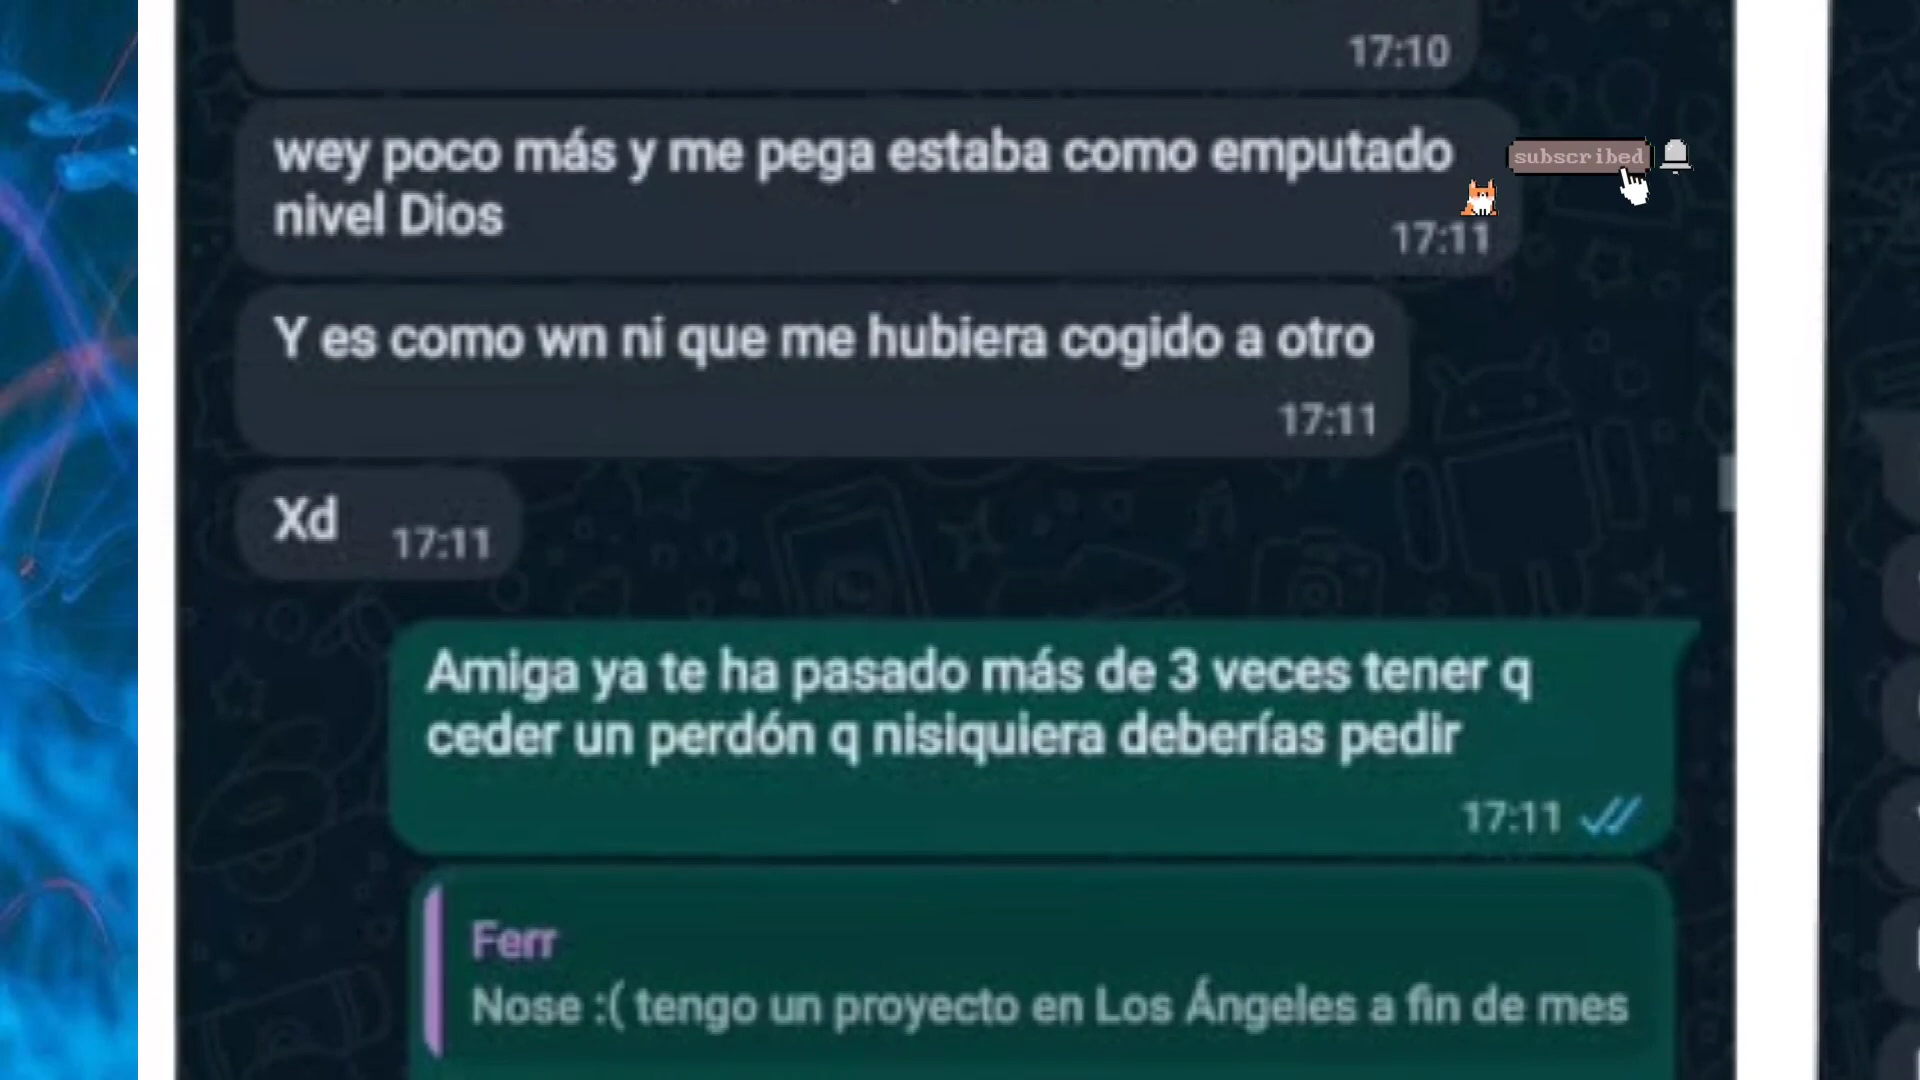 17:10
wey poco más y me pega estaba como emputado
nivel Dios
17:11
subscribed
Y es como wn ni que me hubiera cogido a otro
17:11
Xd 17:11
Amiga ya te ha pasado más de 3 veces tener q
ceder un perdón q nisiquiera deberías pedir
17:11
Ferr
Nose :( tengo un proyecto en Los Ángeles a fin de mes